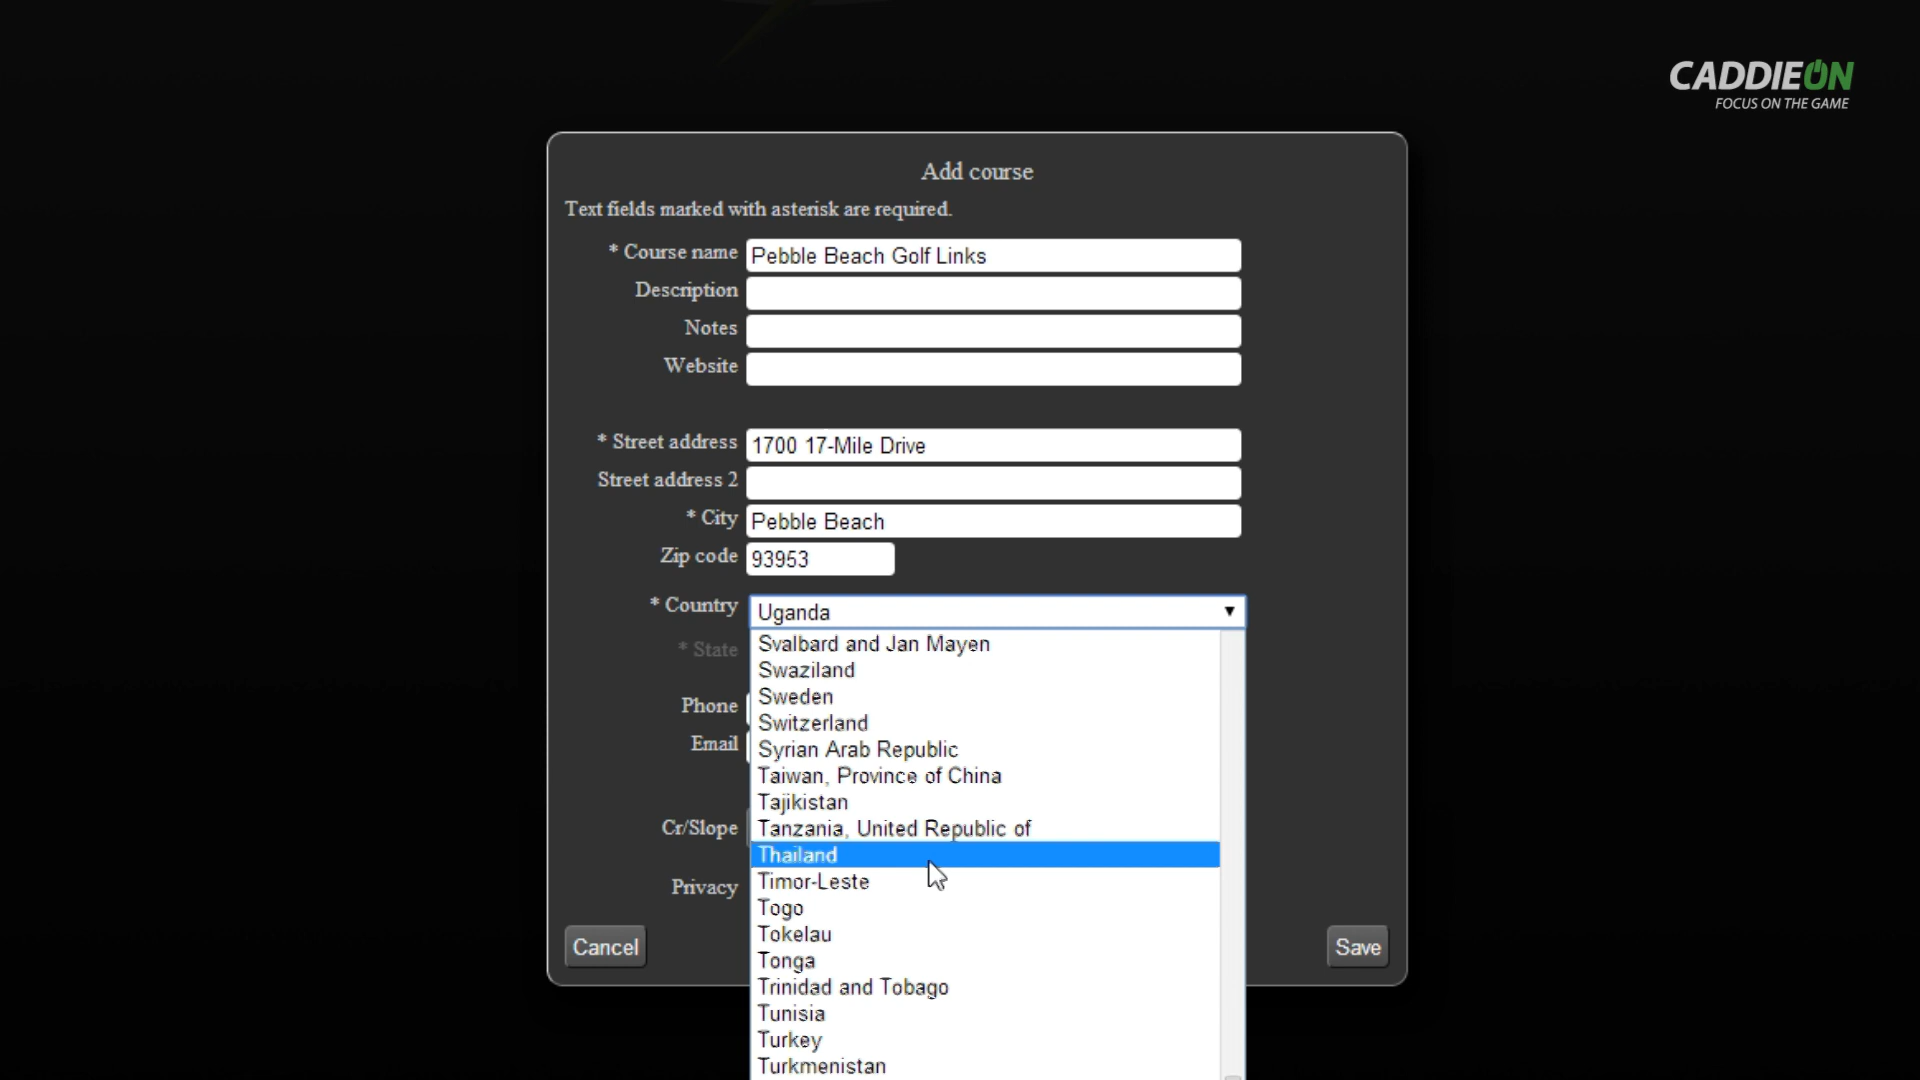 CADDIEON
FOCUS ON THE GAME
Add course
Text fields marked with asterisk are required.
* Course name Pebble Beach Golf Links
Description
Notes
Website
* Street address 1700 17-Mile Drive
Street address 2
* City Pebble Beach
Zip code 93953
* Country Uganda
* State
Phone
Email
Cr/Slope
Privacy
Svalbard and Jan Mayen
Swaziland
Sweden
Switzerland
Syrian Arab Republic
Taiwan, Province of China
Tajikistan
Tanzania, United Republic of
Thailand
Timor-Leste
Togo
Tokelau
Tonga
Trinidad and Tobago
Tunisia
Turkey
Turkmenistan
Cancel
Save